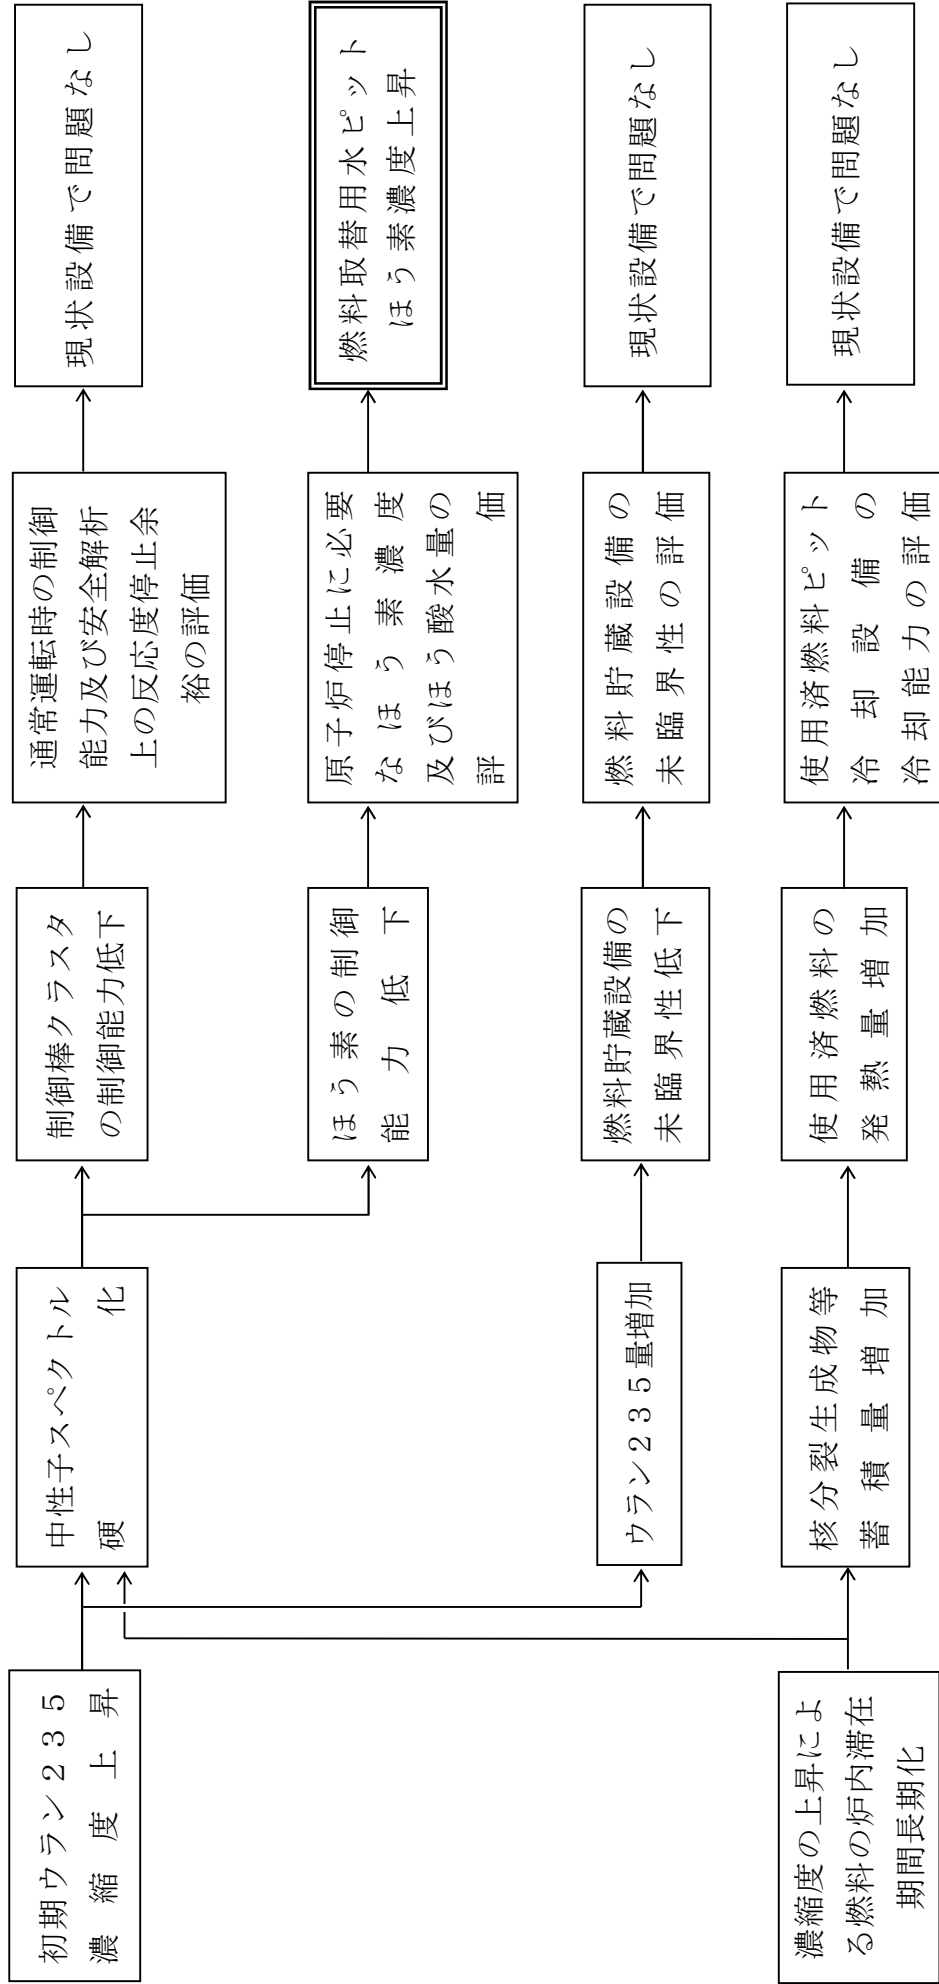 初期ウラン２３５
濃縮度上昇
濃縮度の上昇によ
る燃料の炉内滞在
期間長期化
中性子スペクトル
硬化
ウラン２３５量増加
核分裂生成物等
蓄積量増加
制御棒クラスタ
の制御能力低下
ほう素の制御
能力低下
燃料貯蔵設備の
未臨界性低下
使用済燃料の
発熱量増加
通常運転時の制御
能力及び安全解析
上の反応度停止余
裕の評価
原子炉停止に必要
なほう素濃度
及びほう酸水量の
評価
燃料貯蔵設備の
未臨界性の評価
使用済燃料ピット
冷却設備の
冷却能力の評価
現状設備で問題なし
燃料取替用水ピット
ほう素濃度上昇
現状設備で問題なし
現状設備で問題なし